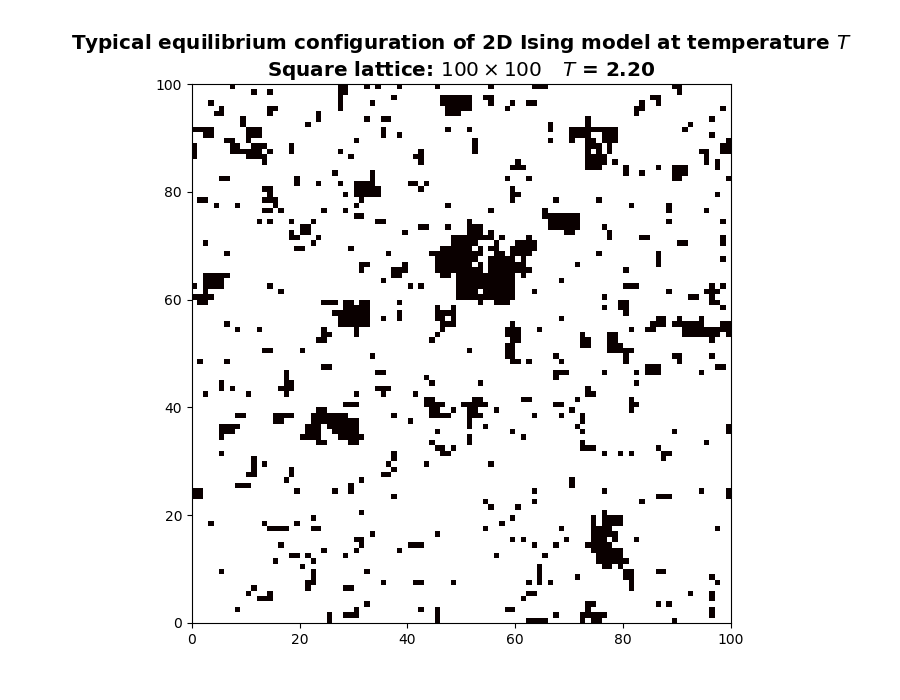 Typical equilibrium configuration of 2D Ising model at temperature T
Square lattice: 100 × 100 T = 2.20
100
80
60
40
20
0
0 20 40 60 80 100